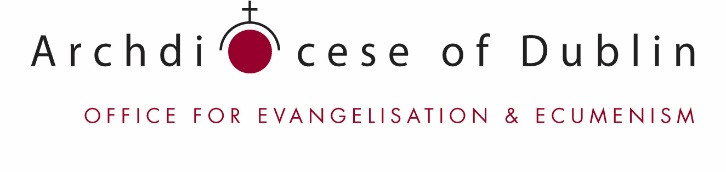 Archdiocese of Dublin
OFFICE FOR EVANGELISATION & ECUMENISM